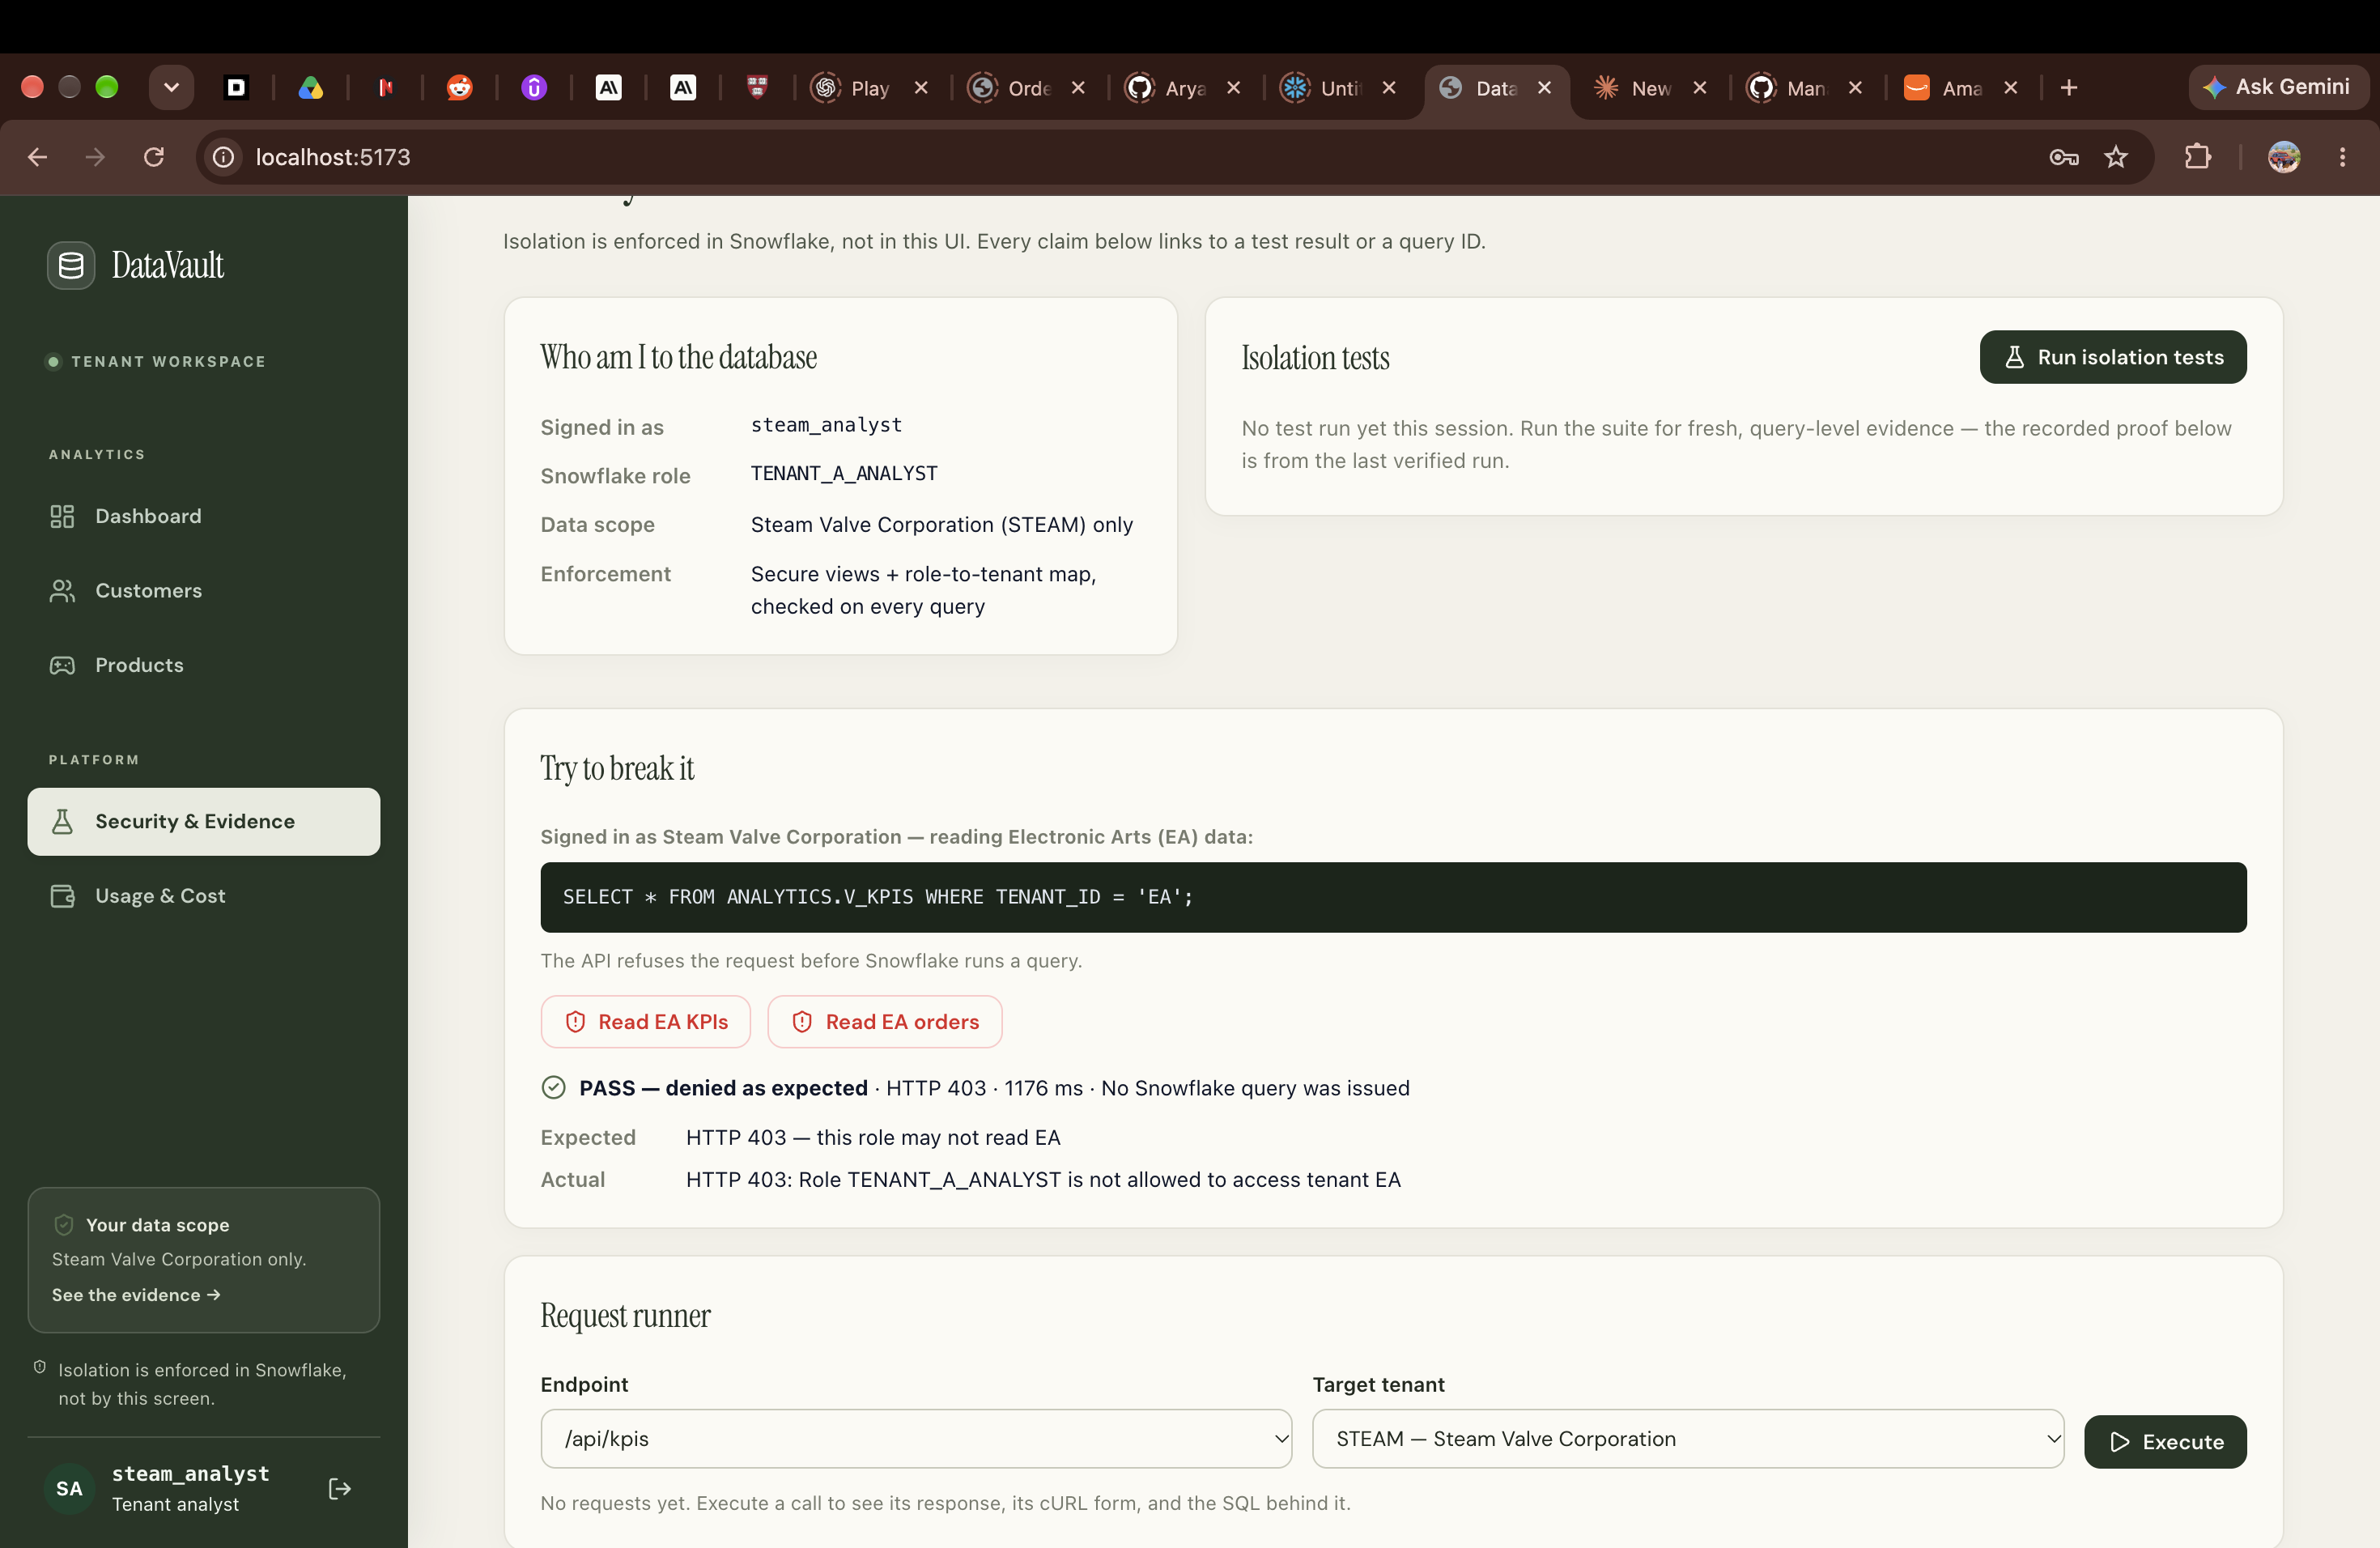 Play
Orde
Arya
Unti
Data
New
Man
Ama
Ask Gemini
localhost:5173
DataVault
TENANT WORKSPACE
ANALYTICS
Dashboard
Customers
Products
PLATFORM
Security & Evidence
Usage & Cost
Your data scope
Steam Valve Corporation only.
See the evidence →
Isolation is enforced in Snowflake,
not by this screen.
SA
steam_analyst
Tenant analyst
Isolation is enforced in Snowflake, not in this UI. Every claim below links to a test result or a query ID.
Who am I to the database
Signed in as steam_analyst
Snowflake role TENANT_A_ANALYST
Data scope Steam Valve Corporation (STEAM) only
Enforcement Secure views + role-to-tenant map,
checked on every query
Isolation tests
Run isolation tests
No test run yet this session. Run the suite for fresh, query-level evidence — the recorded proof below
is from the last verified run.
Try to break it
Signed in as Steam Valve Corporation — reading Electronic Arts (EA) data:
SELECT * FROM ANALYTICS.V_KPIS WHERE TENANT_ID = 'EA';
The API refuses the request before Snowflake runs a query.
Read EA KPIs
Read EA orders
PASS — denied as expected · HTTP 403 · 1176 ms · No Snowflake query was issued
Expected HTTP 403 — this role may not read EA
Actual HTTP 403: Role TENANT_A_ANALYST is not allowed to access tenant EA
Request runner
Endpoint
/api/kpis
Target tenant
STEAM — Steam Valve Corporation
Execute
No requests yet. Execute a call to see its response, its cURL form, and the SQL behind it.